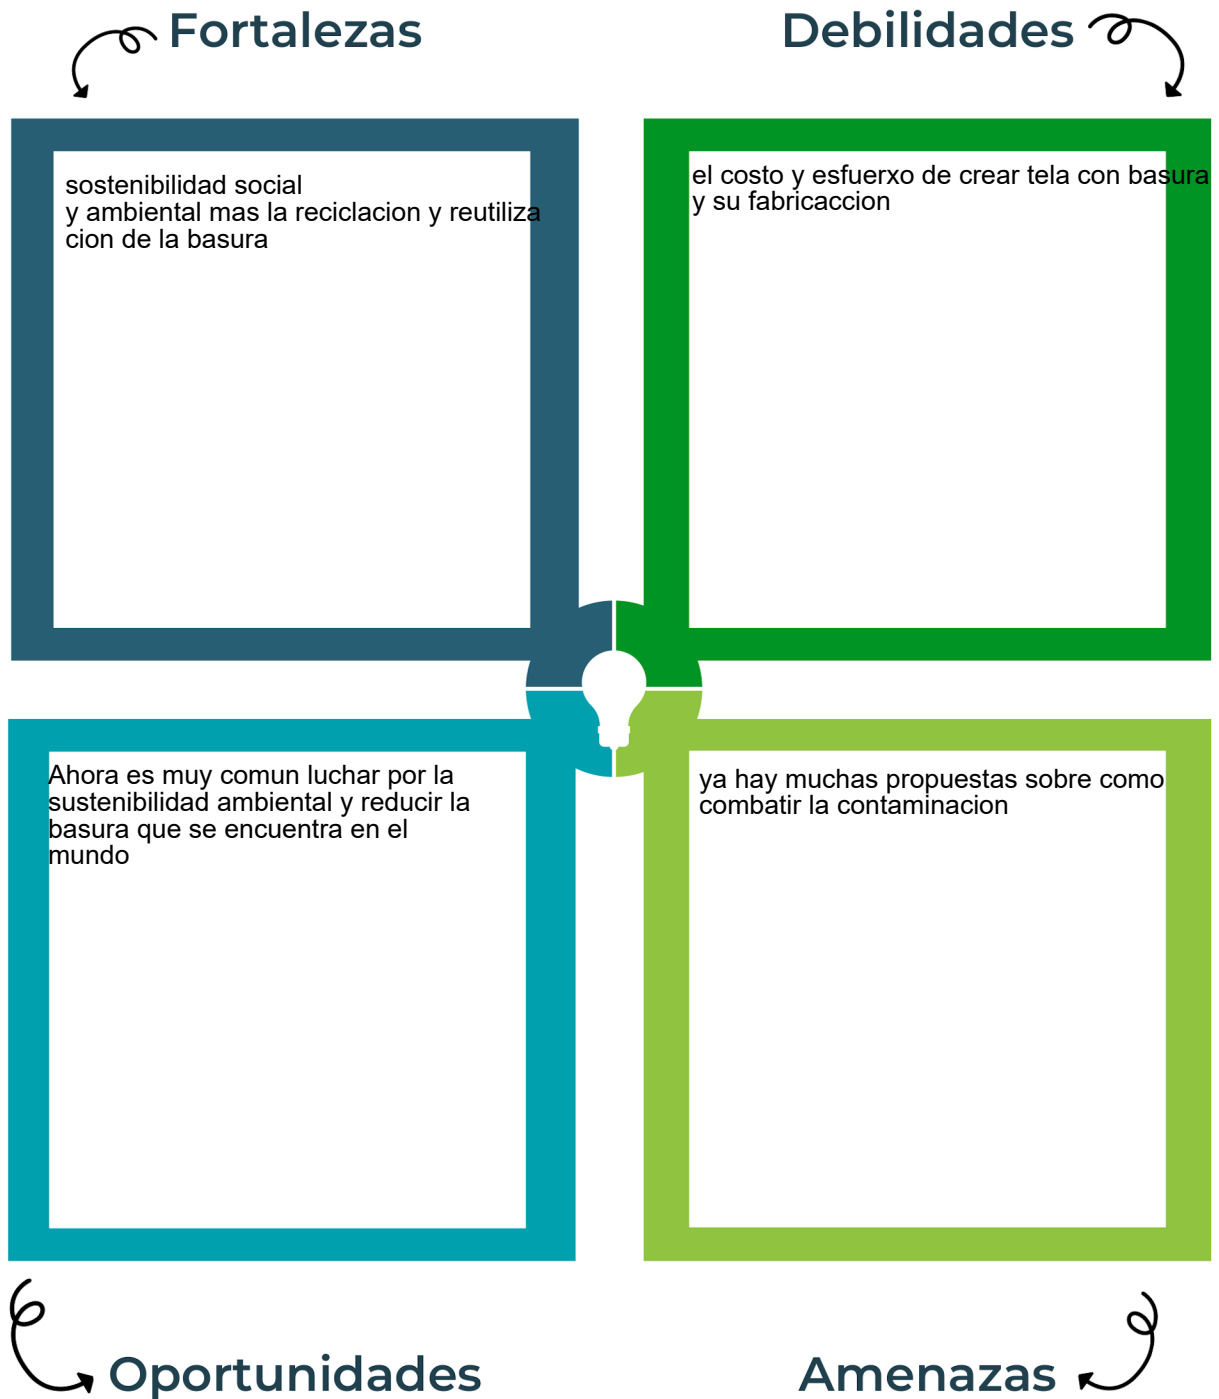 Fortalezas
sostenibilidad social
y ambiental mas la reciclacion y reutiliza
cion de la basura
Debilidades
el costo y esfuerxo de crear tela con basura
y su fabricaccion
Ahora es muy comun luchar por la
sustenibilidad ambiental y reducir la
basura que se encuentra en el
mundo
Oportunidades
ya hay muchas propuestas sobre como
combatir la contaminacion
Amenazas